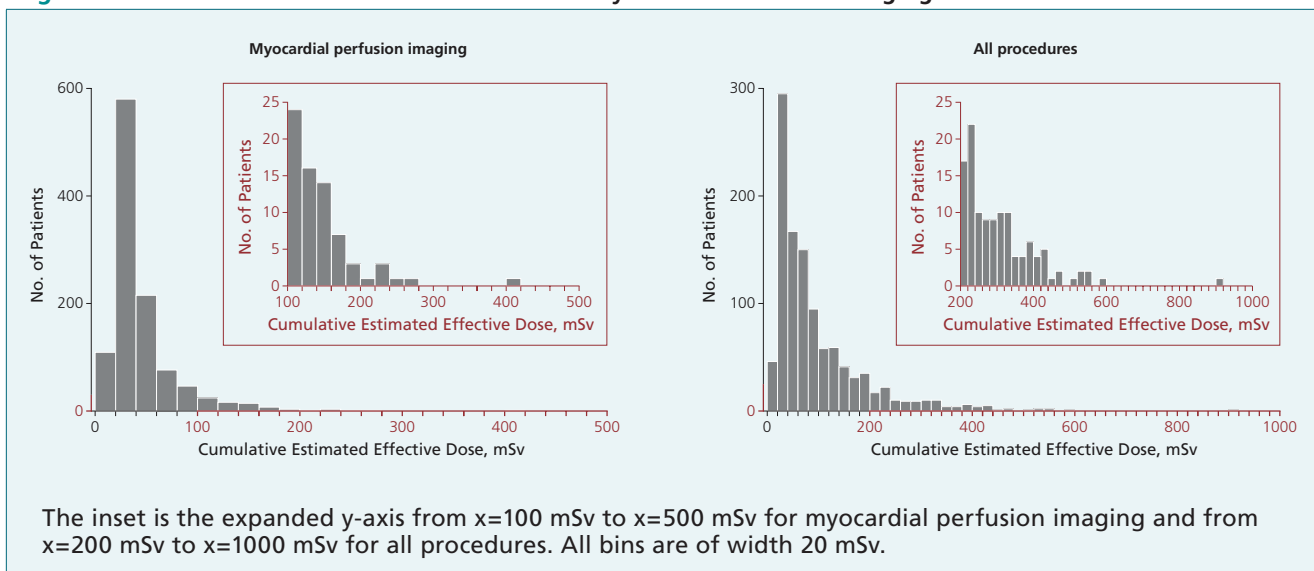 Myocardial perfusion imaging
600
400
200
0
No. of Patients
0 100 200 300 400 500
Cumulative Estimated Effective Dose, mSv
25
20
15
10
5
0
No. of Patients
100 200 300 400 500
Cumulative Estimated Effective Dose, mSv
All procedures
300
200
100
0
No. of Patients
0 200 400 600 800 1000
Cumulative Estimated Effective Dose, mSv
25
20
15
10
5
0
No. of Patients
200 400 600 800 1000
Cumulative Estimated Effective Dose, mSv
The inset is the expanded y-axis from x=100 mSv to x=500 mSv for myocardial perfusion imaging and from
x=200 mSv to x=1000 mSv for all procedures. All bins are of width 20 mSv.